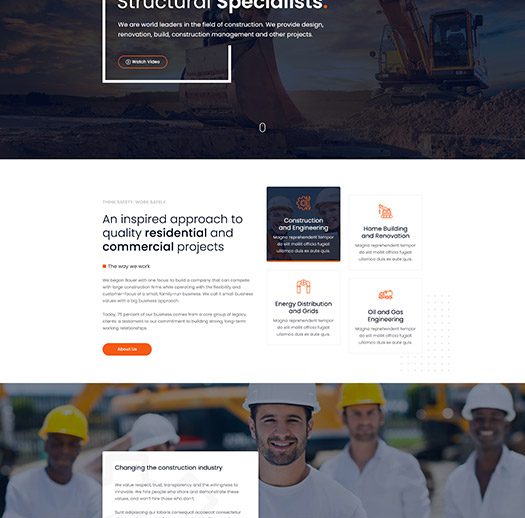 Structural Specialists.
We are world leaders in the field of construction. We provide design,
renovation, build, construction management and other projects.
Watch Video
THINK SAFETY. WORK SAFELY.
An inspired approach to
quality residential and
commercial projects
The way we work
We began Bauer with one focus to build a company that can compete
with large construction firms while operating with the flexibility and
customer-focus of a small, family-run business. We call it small business
values with a big business approach.
Today, 75 percent of our business comes from a core group of legacy
clients: a testament to our commitment to building strong, long-term
working relationships.
About Us
Construction
and Engineering
Magna reprehenderit tempor
do elit mollit officia fugiat
ullamco duis ex aute quis.
Home Building
and Renovation
Magna reprehenderit tempor
do elit mollit officia fugiat
ullamco duis ex aute quis.
Energy Distribution
and Grids
Magna reprehenderit tempor
do elit mollit officia fugiat
ullamco duis ex aute quis.
Oil and Gas
Engineering
Magna reprehenderit tempor
do elit mollit officia fugiat
ullamco duis ex aute quis.
Changing the construction industry
We value respect, trust, transparency and the willingness to
innovate. We hire people who share and demonstrate these
values, and won't hire those who don't.
Sunt adipisicing our laboris consequat occaecat consectetur